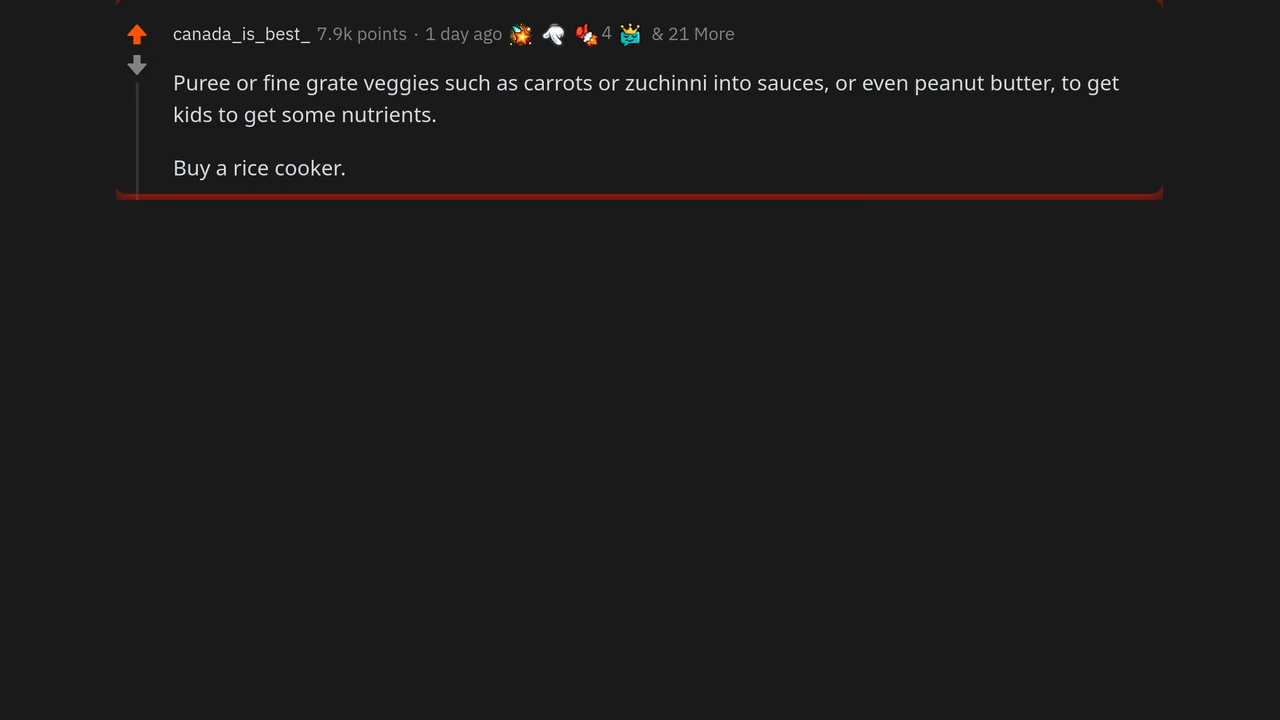 canada_is_best_ 7.9k points · 1 day ago 4 & 21 More
Puree or fine grate veggies such as carrots or zuchinni into sauces, or even peanut butter, to get
kids to get some nutrients.
Buy a rice cooker.